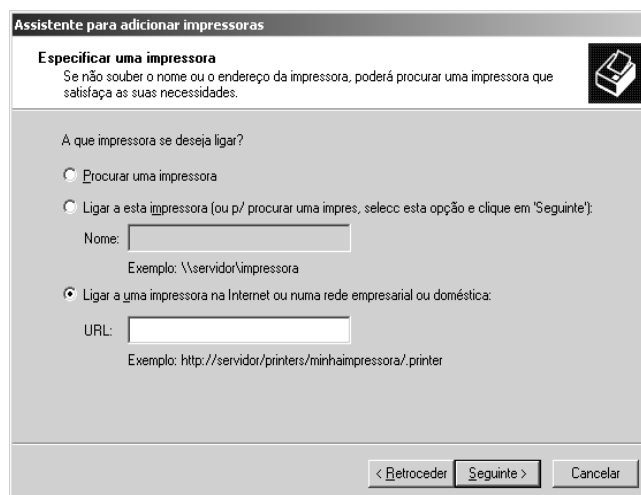 Assistente para adicionar impressoras
Especificar uma impressora
Se não souber o nome ou o endereço da impressora, poderá procurar uma impressora que
satisfaça as suas necessidades.
A que impressora se deseja ligar?
Procurar uma impressora
Ligar a esta impressora (ou p/ procurar uma impres, selecc esta opção e clique em 'Seguinte'):
Nome:
Exemplo: \\servidor\impressora
Ligar a uma impressora na Internet ou numa rede empresarial ou doméstica:
URL:
Exemplo: http://servidor/printers/minhaimpressora/.printer
< Retroceder Seguinte > Cancelar